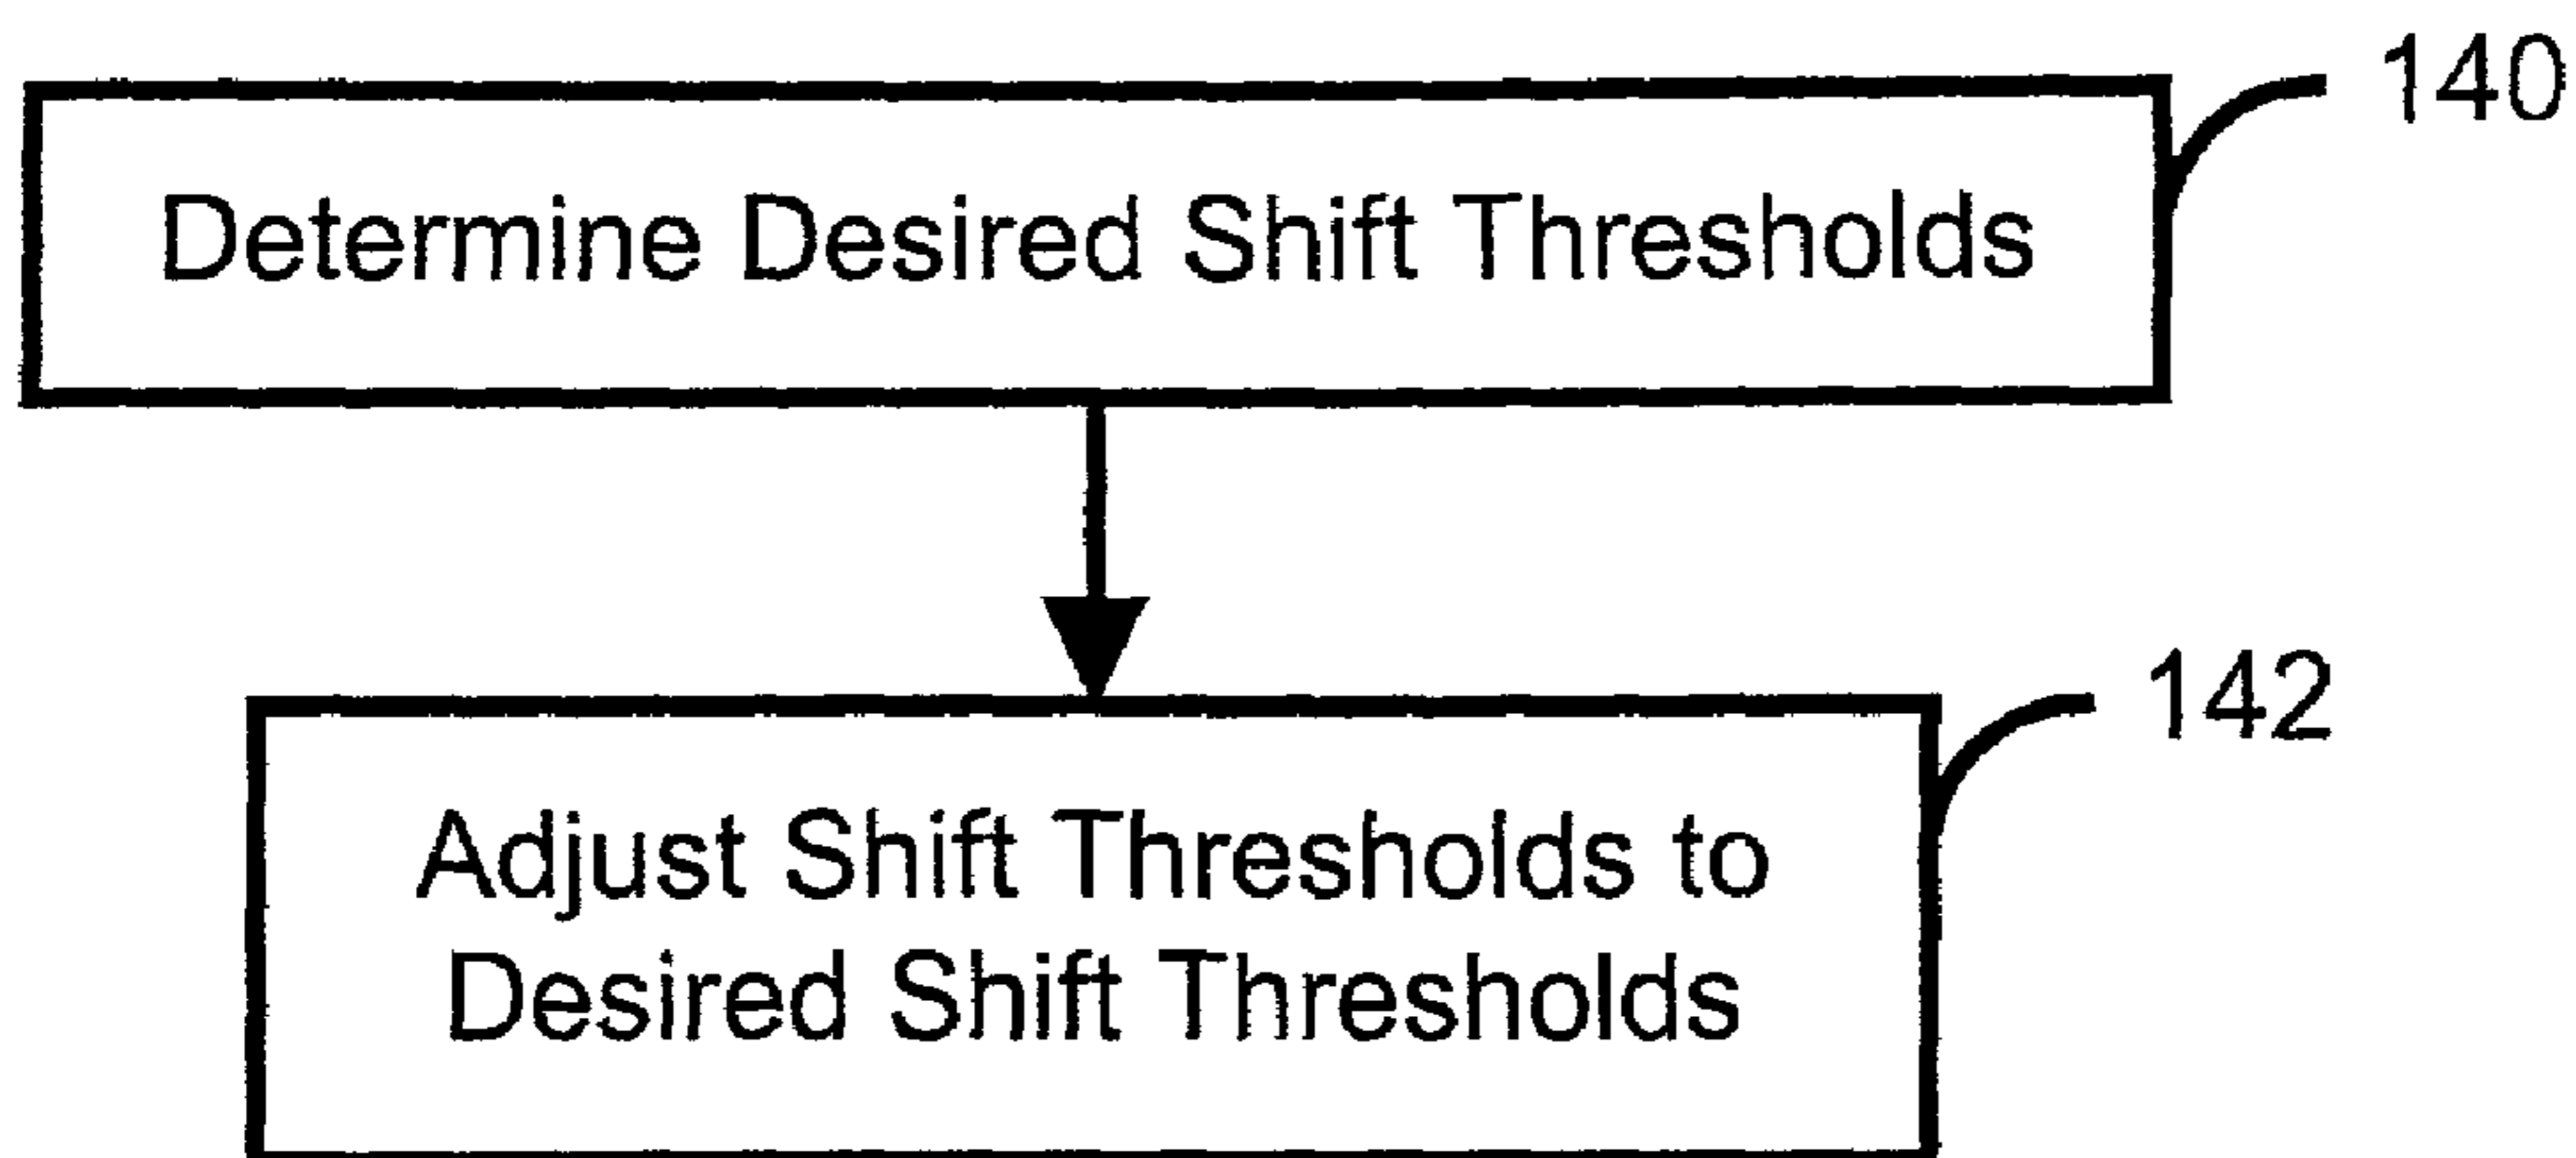 140
Determine Desired Shift Thresholds
142
Adjust Shift Thresholds to
Desired Shift Thresholds